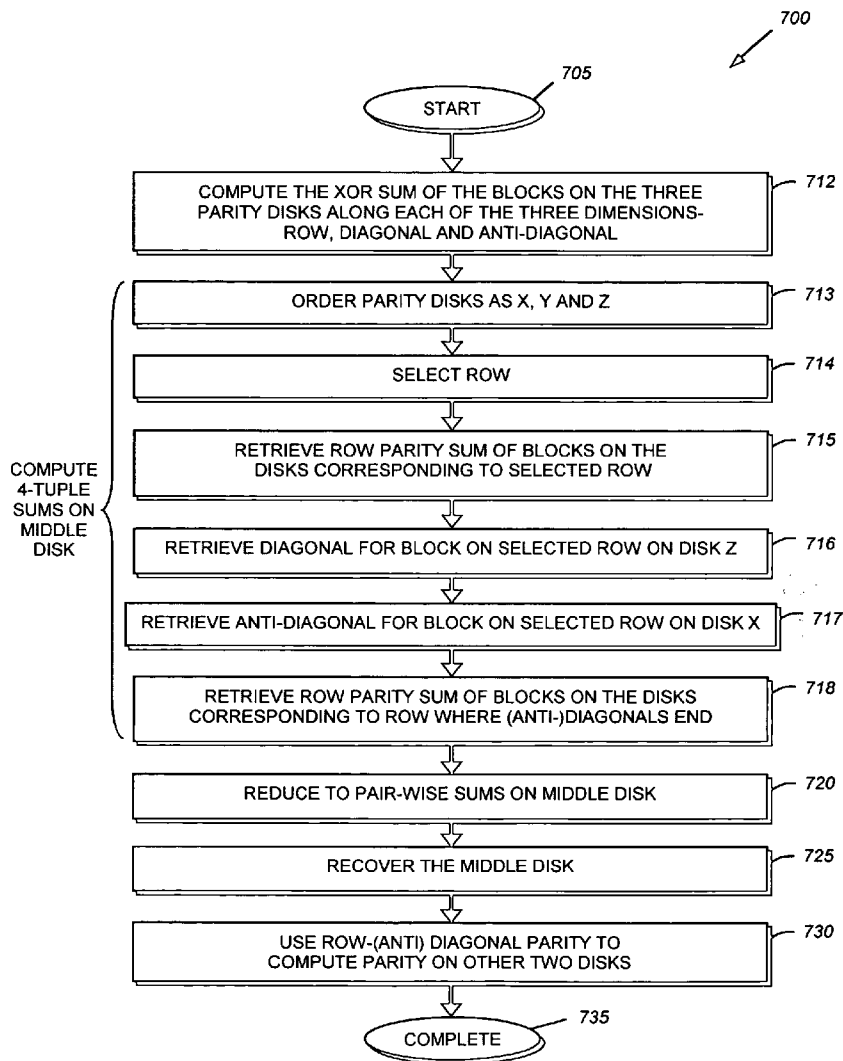 700
705
START
712
COMPUTE THE XOR SUM OF THE BLOCKS ON THE THREE
PARITY DISKS ALONG EACH OF THE THREE DIMENSIONS-
ROW, DIAGONAL AND ANTI-DIAGONAL
713
ORDER PARITY DISKS AS X, Y AND Z
714
SELECT ROW
715
RETRIEVE ROW PARITY SUM OF BLOCKS ON THE
DISKS CORRESPONDING TO SELECTED ROW
COMPUTE
4-TUPLE
SUMS ON
MIDDLE
DISK
716
RETRIEVE DIAGONAL FOR BLOCK ON SELECTED ROW ON DISK Z
717
RETRIEVE ANTI-DIAGONAL FOR BLOCK ON SELECTED ROW ON DISK X
718
RETRIEVE ROW PARITY SUM OF BLOCKS ON THE DISKS
CORRESPONDING TO ROW WHERE (ANTI-)DIAGONALS END
720
REDUCE TO PAIR-WISE SUMS ON MIDDLE DISK
725
RECOVER THE MIDDLE DISK
730
USE ROW-(ANTI) DIAGONAL PARITY TO
COMPUTE PARITY ON OTHER TWO DISKS
735
COMPLETE